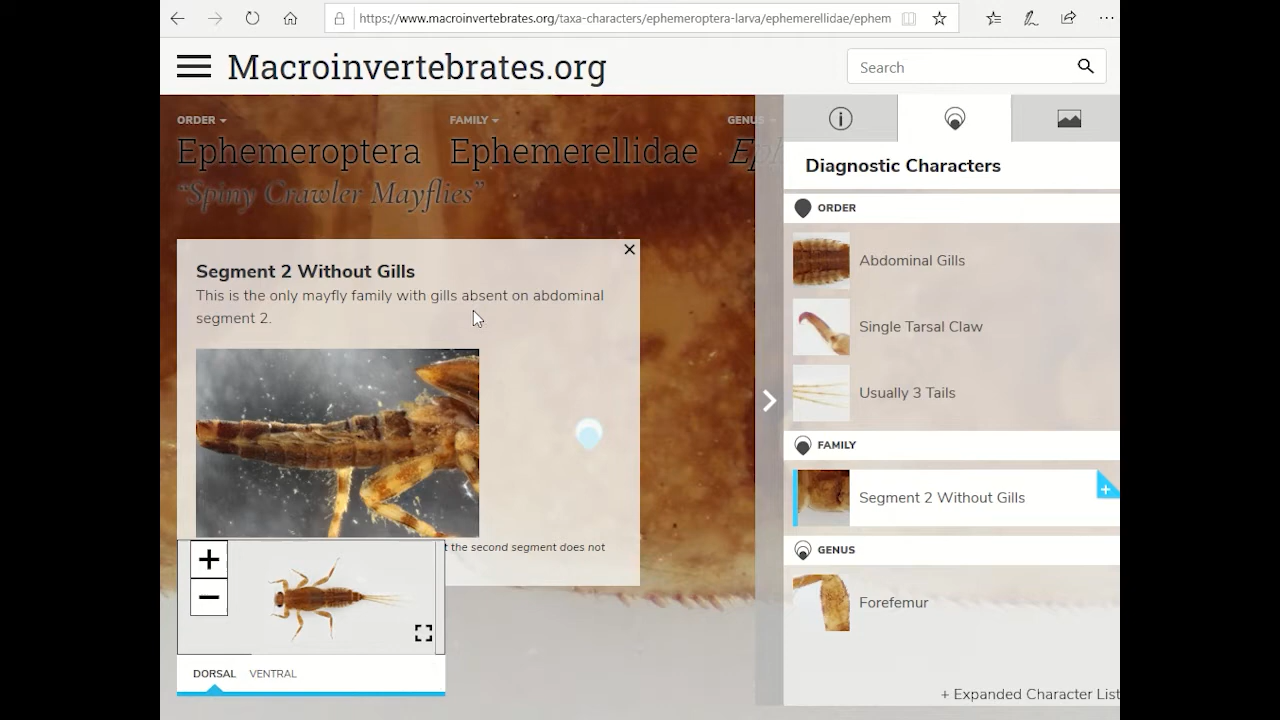 https://www.macroinvertebrates.org/taxa-characters/ephemeroptera-larva/ephemerellidae/ephem
Macroinvertebrates.org
Search
ORDER
FAMILY
GENUS
Ephemeroptera
Ephemerellidae
Eph
“Spiny Crawler Mayflies”
Segment 2 Without Gills
This is the only mayfly family with gills absent on abdominal
segment 2.
t the second segment does not
DORSAL
VENTRAL
Diagnostic Characters
ORDER
Abdominal Gills
Single Tarsal Claw
Usually 3 Tails
FAMILY
Segment 2 Without Gills
GENUS
Forefemur
+ Expanded Character List